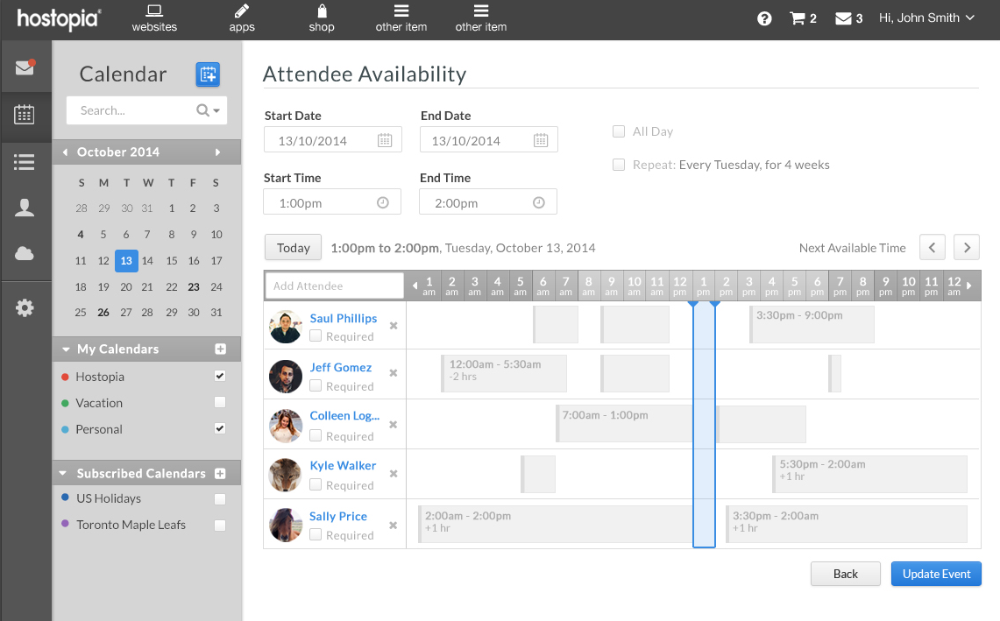 hostopia
websites
apps
shop
other item
other item
2
3
Hi, John Smith
Calendar
Search...
October 2014
S M T W T F S
28 29 30 31 1 2 3
4 5 6 7 8 9 10
11 12 13 14 15 16 17
18 19 20 21 22 23 24
25 26 27 28 29 30 31
My Calendars
Hostopia
Vacation
Personal
Subscribed Calendars
US Holidays
Toronto Maple Leafs
Attendee Availability
Start Date
End Date
13/10/2014
13/10/2014
All Day
Repeat: Every Tuesday, for 4 weeks
Start Time
End Time
1:00pm
2:00pm
Today
1:00pm to 2:00pm, Tuesday, October 13, 2014
Next Available Time
Add Attendee
1 2 3 4 5 6 7 8 9 10 11 12 1 2 3 4 5 6 7 8 9 10 11 12
am am am am am am am am am am am pm pm pm pm pm pm pm pm pm pm pm pm am
Saul Phillips
Required
3:30pm - 9:00pm
Jeff Gomez
Required
12:00am - 5:30am
-2 hrs
Colleen Log...
Required
7:00am - 1:00pm
Kyle Walker
Required
5:30pm - 2:00am
+1 hr
Sally Price
Required
2:00am - 2:00pm
+1 hr
3:30pm - 2:00am
+1 hr
Back
Update Event